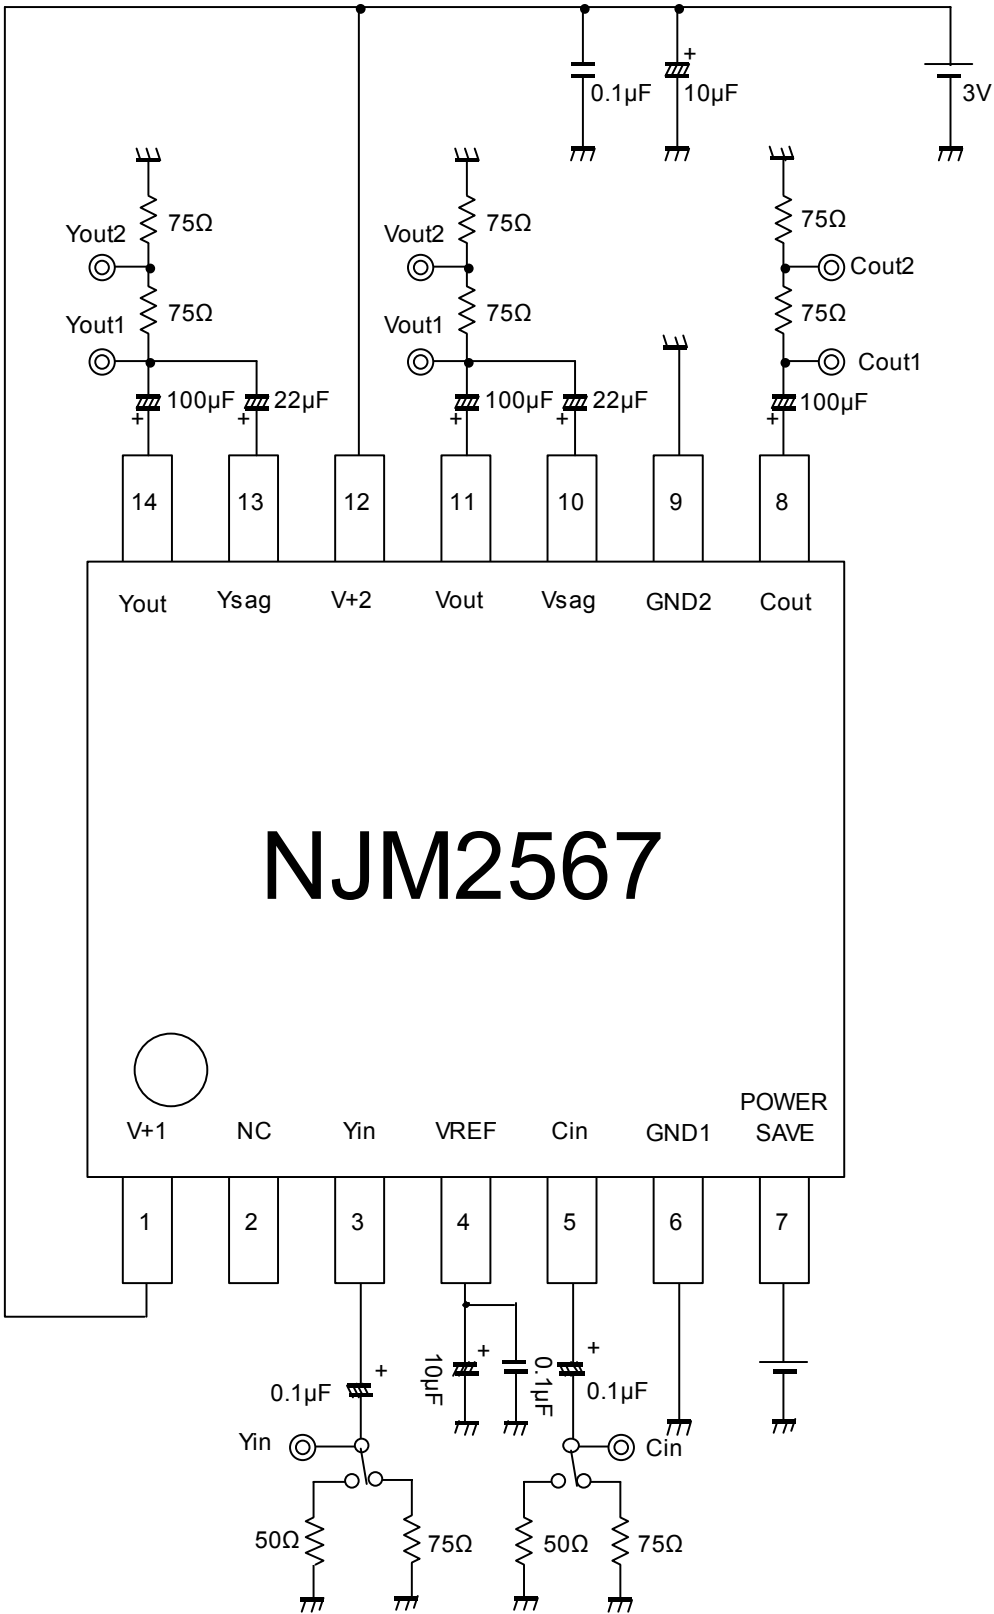 0.1µF
10µF
3V
75Ω
75Ω
75Ω
Yout2
Vout2
Cout2
75Ω
75Ω
75Ω
Yout1
Vout1
Cout1
+ 100µF
+ 22µF
+ 100µF
+ 22µF
+ 100µF
14 13 12 11 10 9 8
Yout Ysag V+2 Vout Vsag GND2 Cout
NJM2567
POWER
V+1 NC Yin VREF Cin GND1 SAVE
1 2 3 4 5 6 7
0.1µF +
10µF +
0.1µF
+ 0.1µF
Yin
Cin
50Ω
75Ω
50Ω
75Ω
+